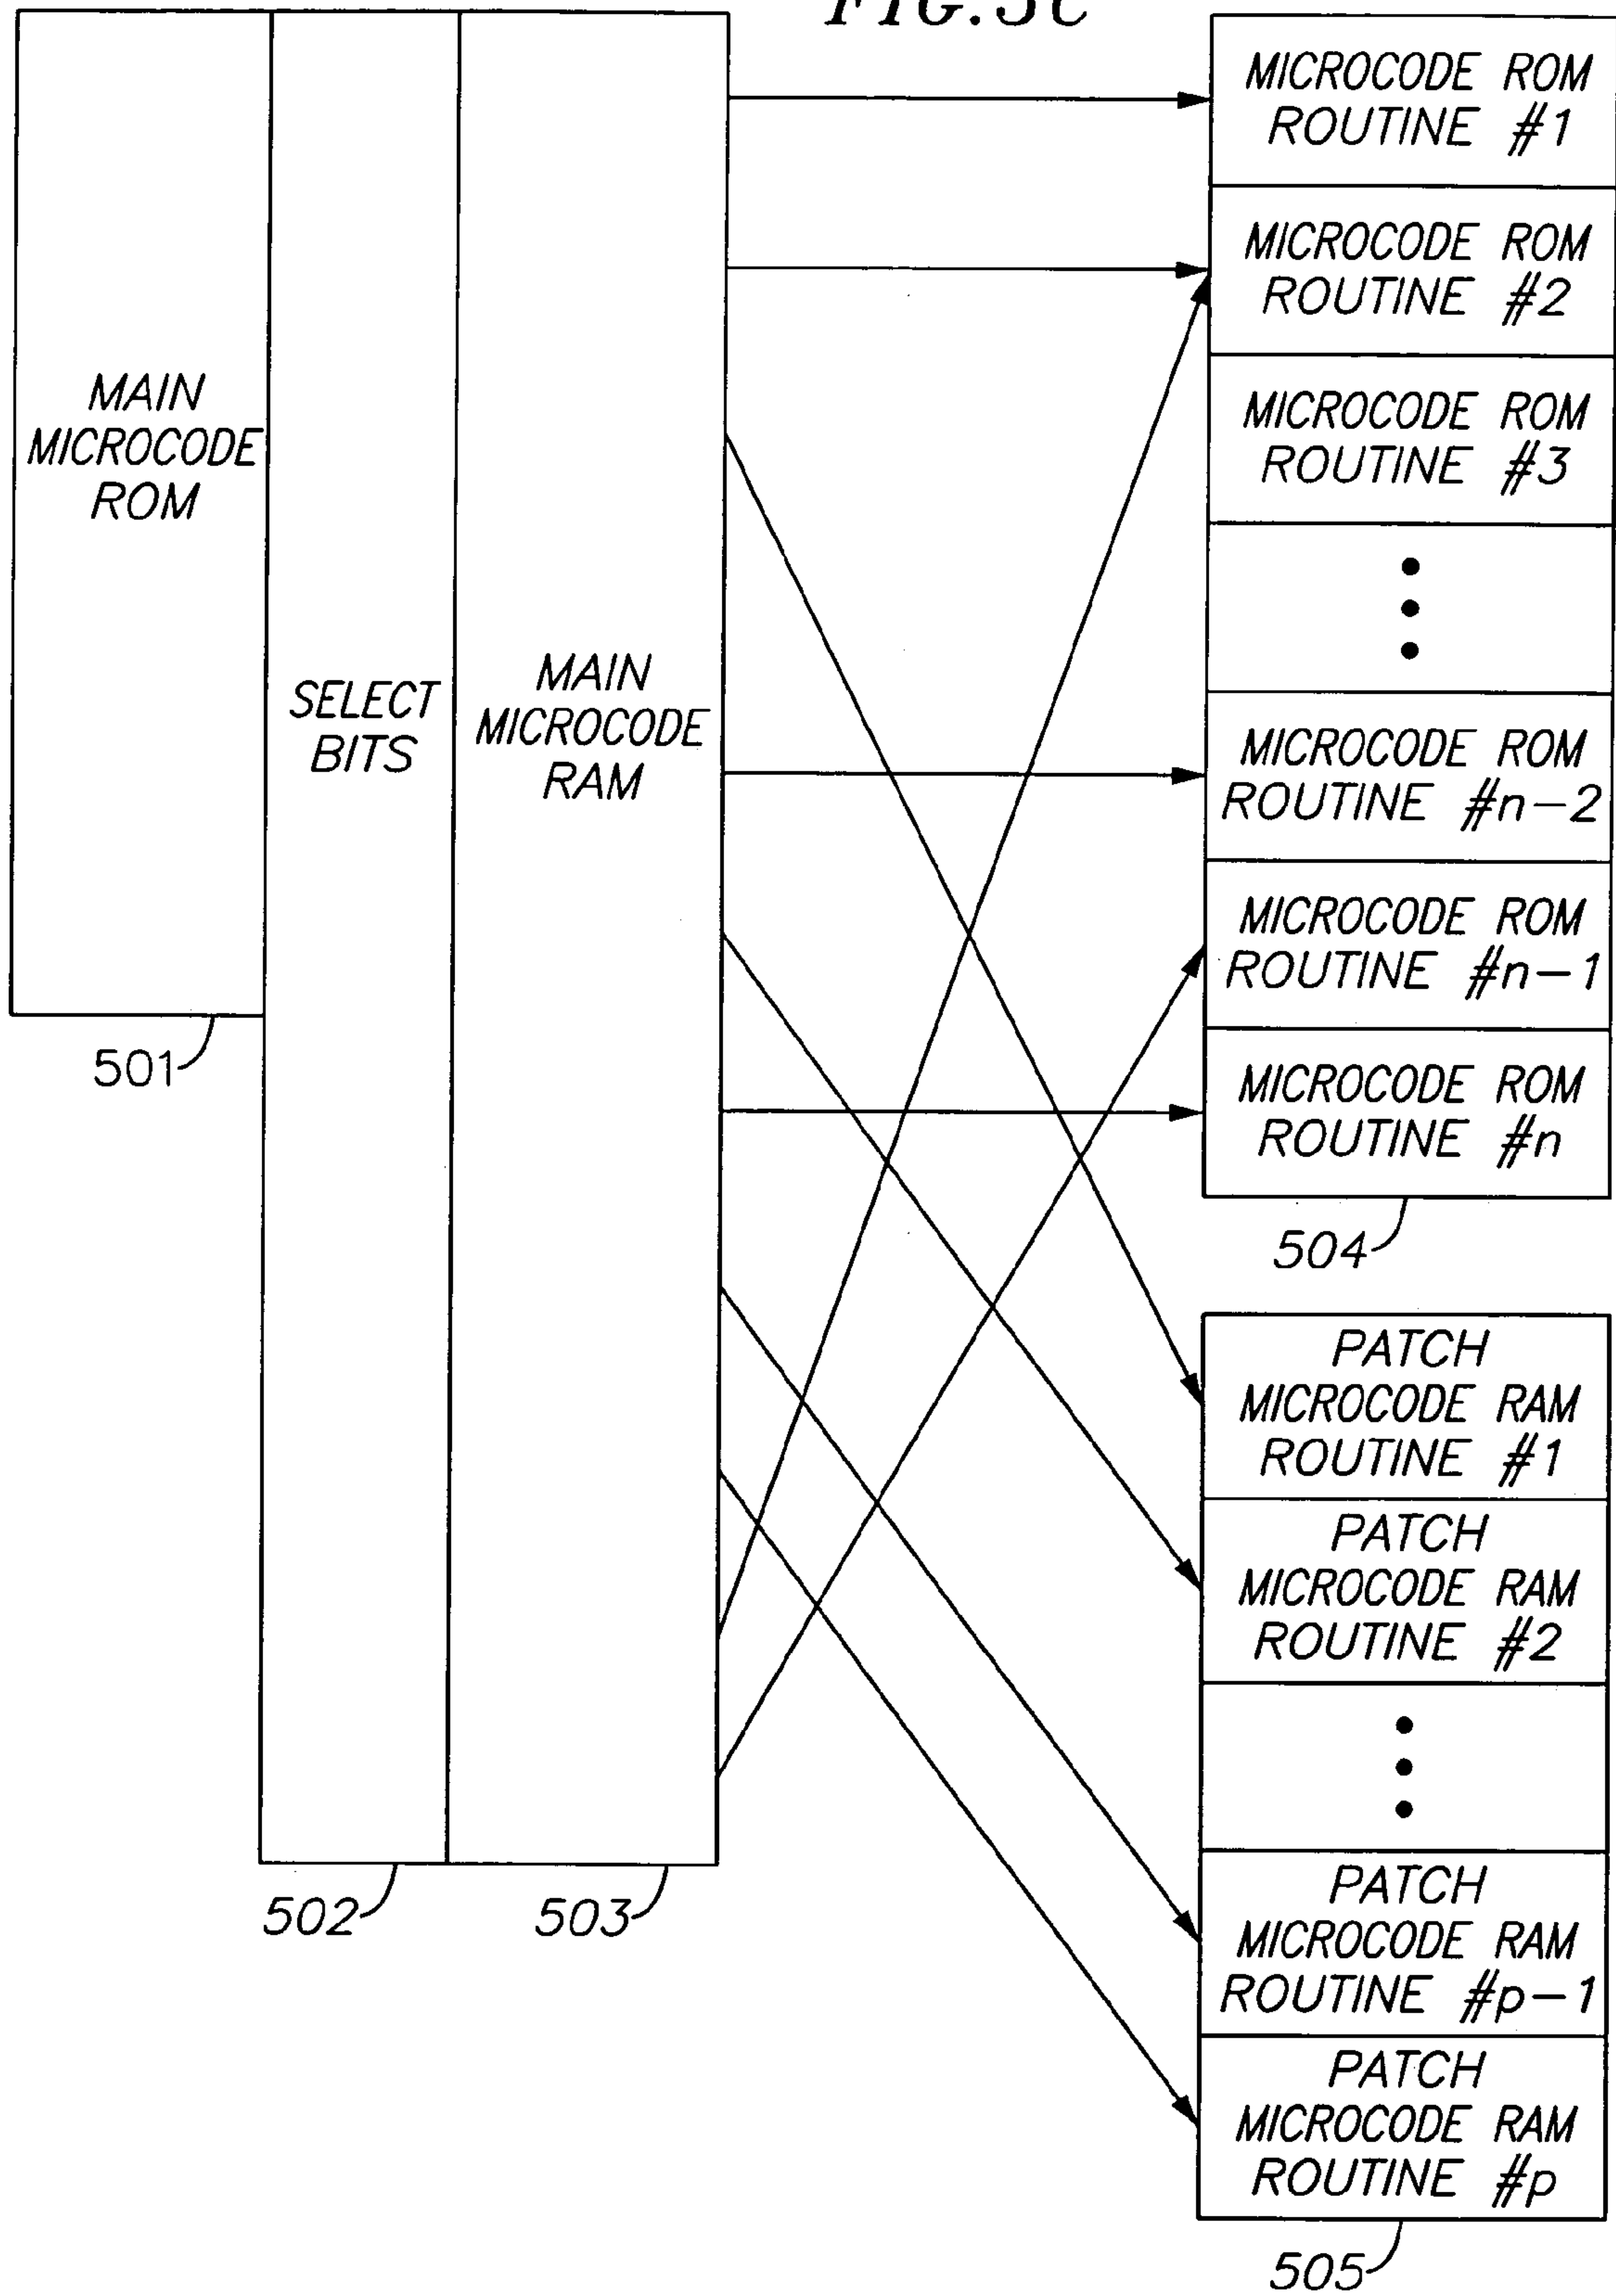 FIG. 5c
MAIN
MICROCODE
ROM
501
SELECT
BITS
502
MAIN
MICROCODE
RAM
503
MICROCODE ROM
ROUTINE #1
MICROCODE ROM
ROUTINE #2
MICROCODE ROM
ROUTINE #3
MICROCODE ROM
ROUTINE #n-2
MICROCODE ROM
ROUTINE #n-1
MICROCODE ROM
ROUTINE #n
504
PATCH
MICROCODE RAM
ROUTINE #1
PATCH
MICROCODE RAM
ROUTINE #2
PATCH
MICROCODE RAM
ROUTINE #p-1
PATCH
MICROCODE RAM
ROUTINE #p
505